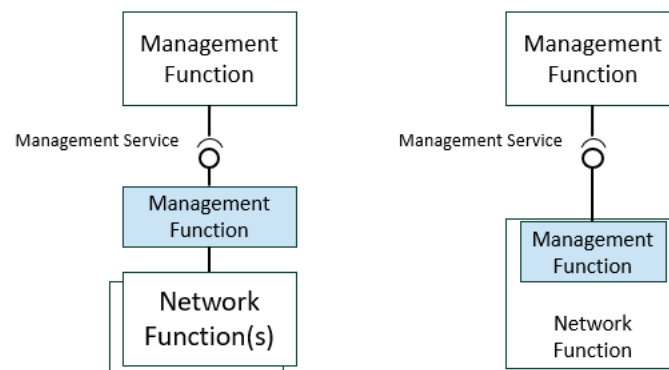 Management
Function
Management Service
Management
Function
Network
Function(s)
Management
Function
Management Service
Management
Function
Network
Function